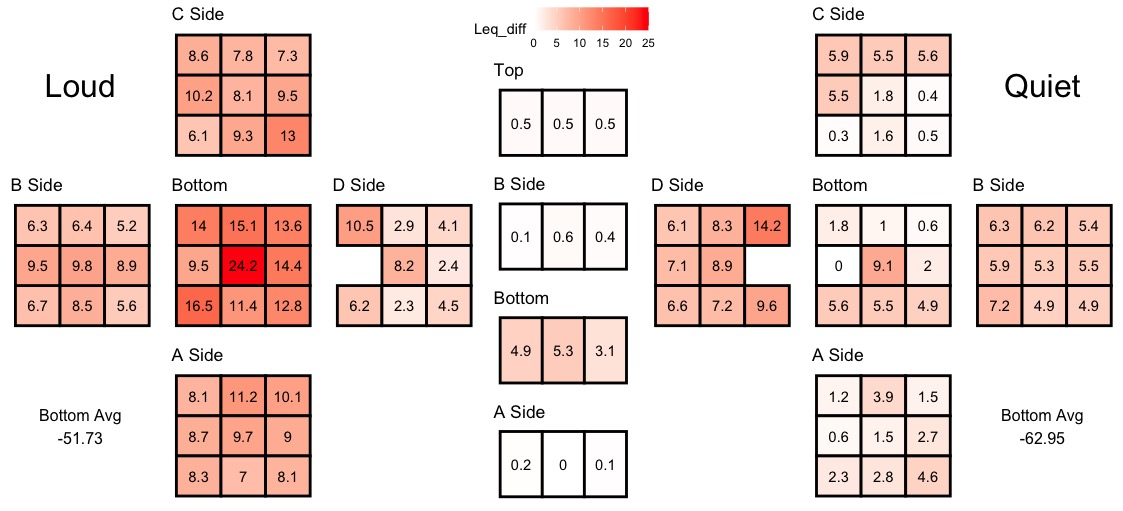 C Side
C Side
Leq_diff
0 5 10 15 20 25
Loud
Quiet
8.6 7.8 7.3
10.2 8.1 9.5
6.1 9.3 13
Top
0.5 0.5 0.5
5.9 5.5 5.6
5.5 1.8 0.4
0.3 1.6 0.5
B Side
6.3 6.4 5.2
9.5 9.8 8.9
6.7 8.5 5.6
Bottom
14 15.1 13.6
9.5 24.2 14.4
16.5 11.4 12.8
D Side
10.5 2.9 4.1
8.2 2.4
6.2 2.3 4.5
B Side
0.1 0.6 0.4
Bottom
4.9 5.3 3.1
D Side
6.1 8.3 14.2
7.1 8.9
6.6 7.2 9.6
Bottom
1.8 1 0.6
0 9.1 2
5.6 5.5 4.9
B Side
6.3 6.2 5.4
5.9 5.3 5.5
7.2 4.9 4.9
Bottom Avg
-51.73
A Side
8.1 11.2 10.1
8.7 9.7 9
8.3 7 8.1
A Side
0.2 0 0.1
A Side
1.2 3.9 1.5
0.6 1.5 2.7
2.3 2.8 4.6
Bottom Avg
-62.95